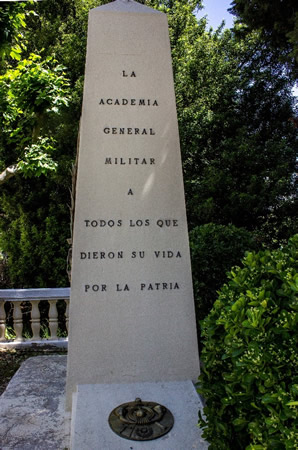 LA
ACADEMIA
GENERAL
MILITAR
A
TODOS LOS QUE
DIERON SU VIDA
POR LA PATRIA